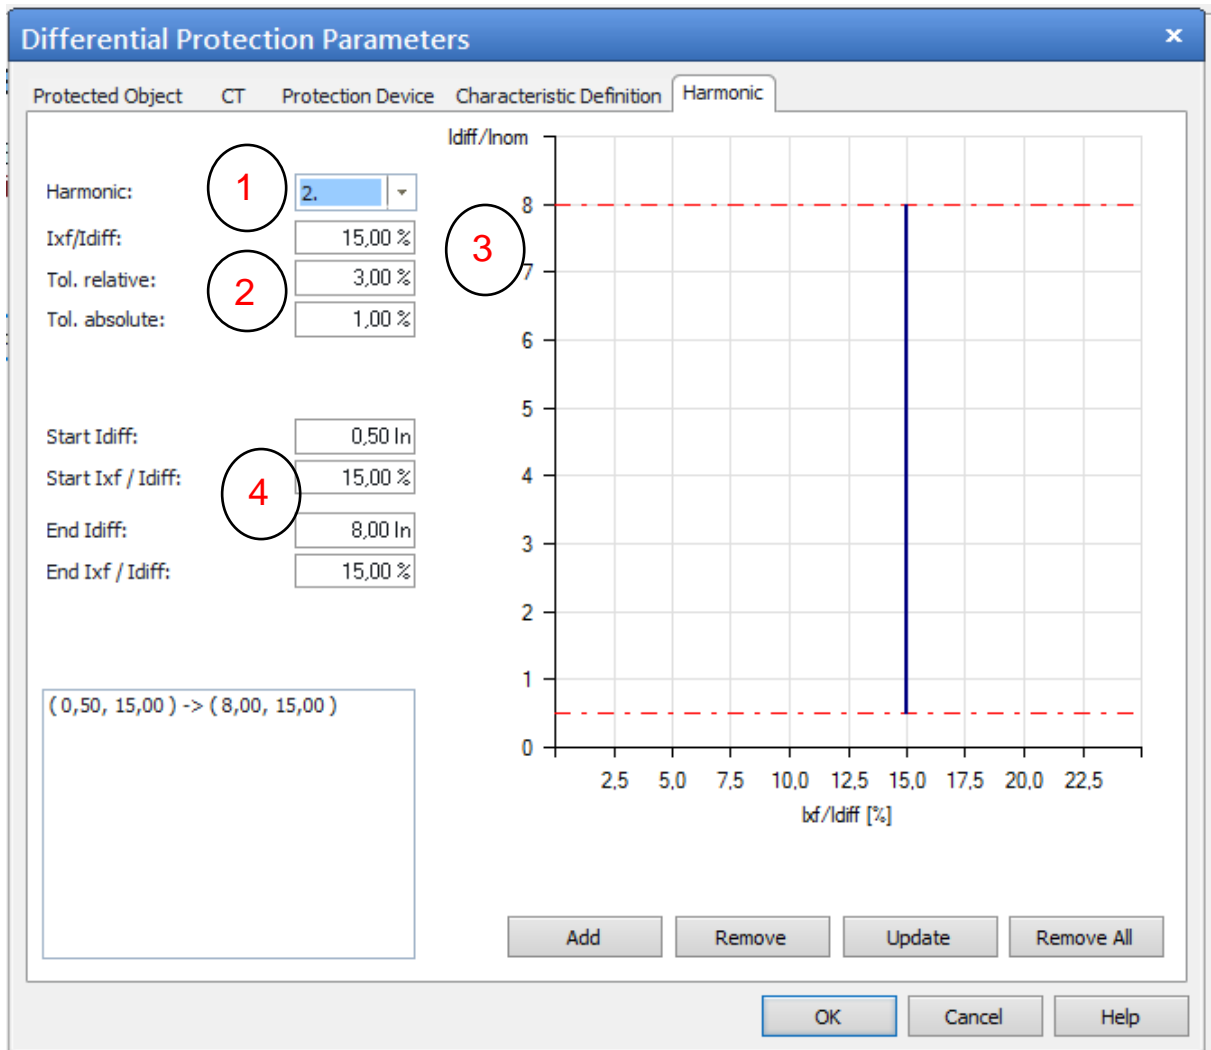 Differential Protection Parameters x
Protected Object CT Protection Device Characteristic Definition Harmonic
Harmonic: 1 2.
Ixf/Idiff: 15,00 %
Tol. relative: 2 3,00 %
Tol. absolute: 1,00 %
Start Idiff: 0,50 In
Start Ixf / Idiff: 4 15,00 %
End Idiff: 8,00 In
End Ixf / Idiff: 15,00 %
( 0,50, 15,00 ) -> ( 8,00, 15,00 )
Idiff/Inom
8
3
7
6
5
4
3
2
1
0
2,5 5,0 7,5 10,0 12,5 15,0 17,5 20,0 22,5
Ixf/Idiff [%]
Add Remove Update Remove All
OK Cancel Help